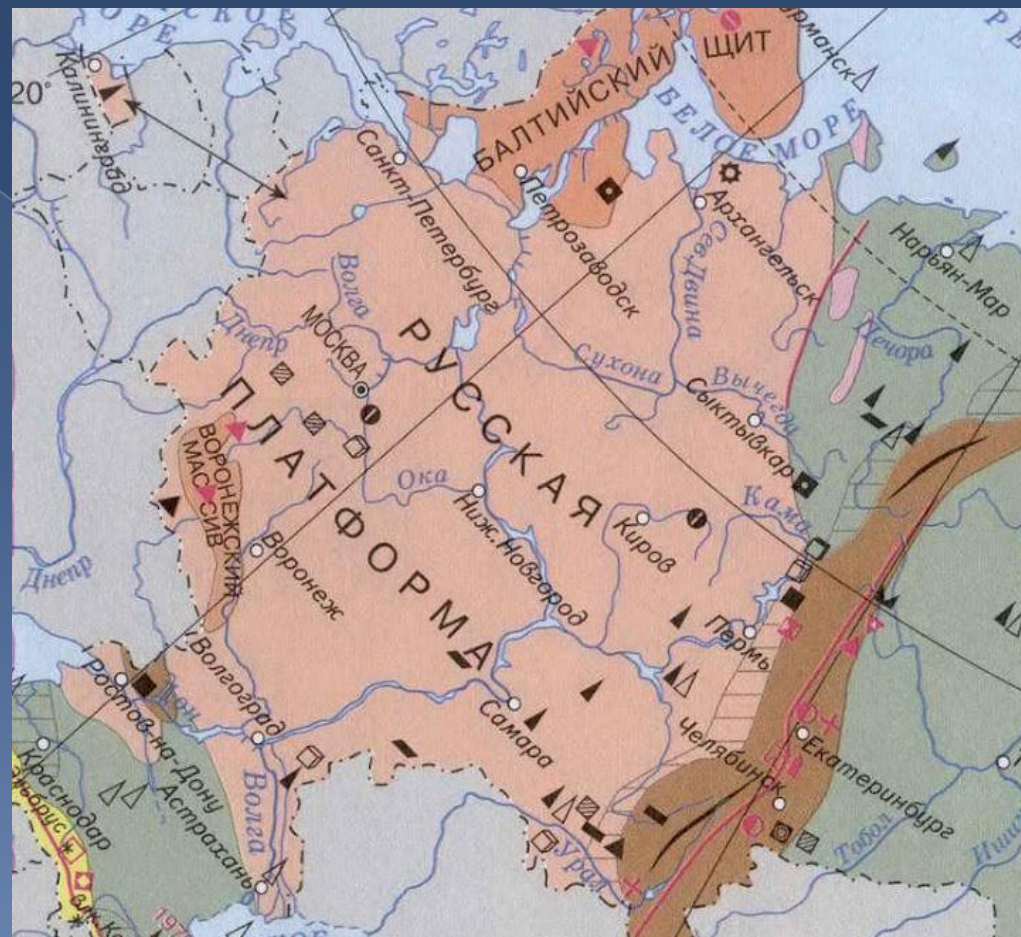 20°
Калининград
БАЛТИЙСКИЙ
ЩИТ
БЕЛОЕ МОРЕ
Санкт-Петербург
Петрозаводск
Архангельск
Нарьян-Мар
Сев.Двина
Печора
Волга
Днепр
МОСКВА
РУССКАЯ
ПЛАТФОРМА
Сухона
Вычегда
Сыктывкар
ВОРОНЕЖСКИЙ
МАССИВ
Ока
Ниж.Новгород
Киров
Кама
Воронеж
Днепр
Пермь
Волгоград
Дон
Ростов-на-Дону
Самара
Челябинск
Екатеринбург
Краснодар
Астрахань
Волга
Урал
Тобол